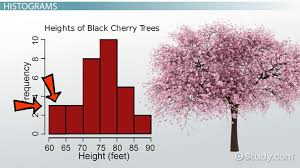 HISTOGRAMS
Heights of Black Cherry Trees
Frequency
10
8
6
4
2
0
60 65 70 75 80 85 90
Height (feet)
Study.com